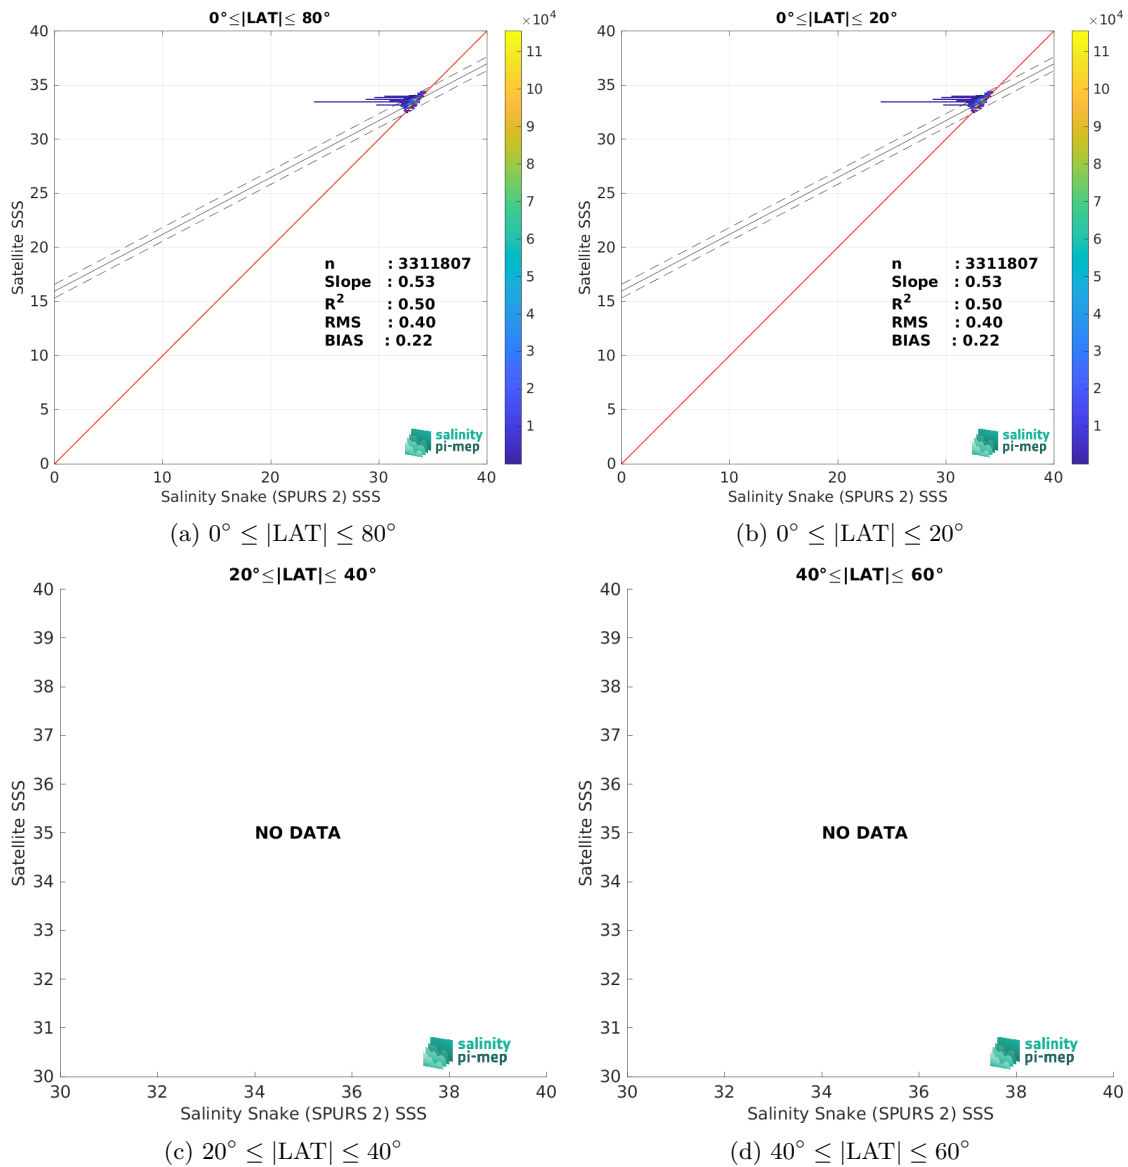 0°≤|LAT|≤ 80°
×10⁴
40
35
30
25
20
15
10
5
0
Satellite SSS
n : 3311807
Slope : 0.53
R² : 0.50
RMS : 0.40
BIAS : 0.22
salinity
pi-mep
11
10
9
8
7
6
5
4
3
2
1
0 10 20 30 40
Salinity Snake (SPURS 2) SSS
(a) 0° ≤ |LAT| ≤ 80°
0°≤|LAT|≤ 20°
×10⁴
40
35
30
25
20
15
10
5
0
Satellite SSS
n : 3311807
Slope : 0.53
R² : 0.50
RMS : 0.40
BIAS : 0.22
salinity
pi-mep
11
10
9
8
7
6
5
4
3
2
1
0 10 20 30 40
Salinity Snake (SPURS 2) SSS
(b) 0° ≤ |LAT| ≤ 20°
20°≤|LAT|≤ 40°
40
39
38
37
36
35
34
33
32
31
30
Satellite SSS
NO DATA
salinity
pi-mep
30 32 34 36 38 40
Salinity Snake (SPURS 2) SSS
(c) 20° ≤ |LAT| ≤ 40°
40°≤|LAT|≤ 60°
40
39
38
37
36
35
34
33
32
31
30
Satellite SSS
NO DATA
salinity
pi-mep
30 32 34 36 38 40
Salinity Snake (SPURS 2) SSS
(d) 40° ≤ |LAT| ≤ 60°